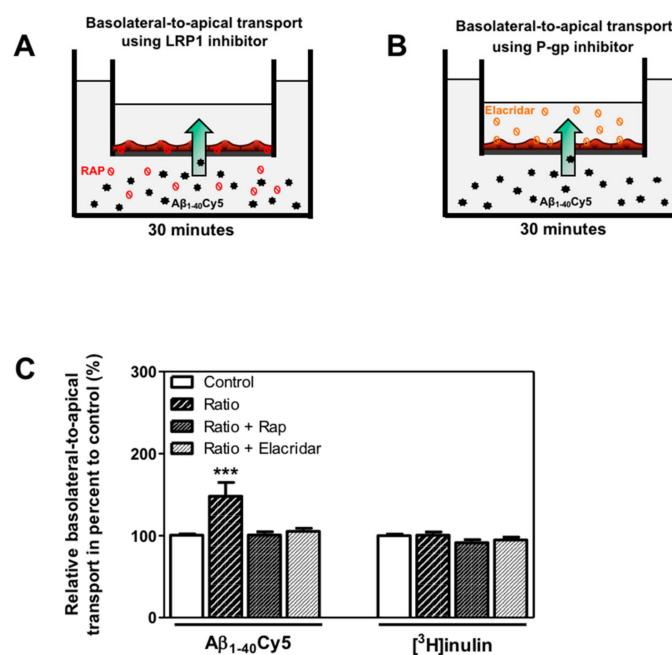 A
Basolateral-to-apical transport
using LRP1 inhibitor
RAP
Aβ1-40Cy5
30 minutes
B
Basolateral-to-apical transport
using P-gp inhibitor
Elacridar
Aβ1-40Cy5
30 minutes
C
Relative basolateral-to-apical
transport in percent to control (%)
300
200
100
0
Control
Ratio
Ratio + Rap
Ratio + Elacridar
***
Aβ1-40Cy5
[3H]inulin